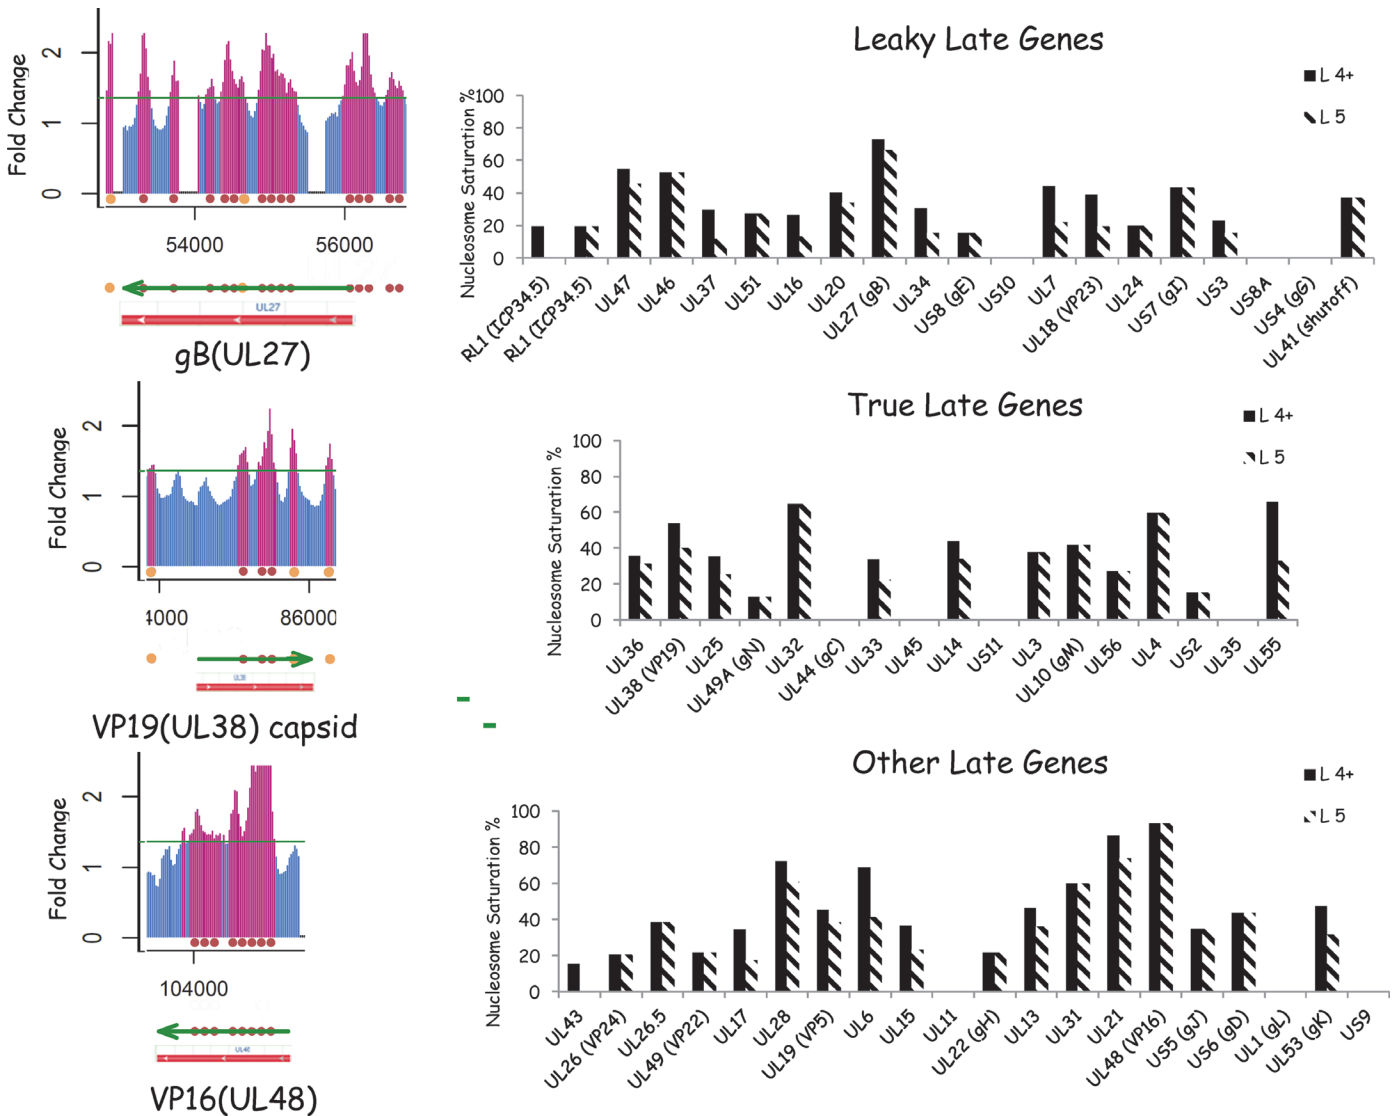 Fold Change
2
1
0
54000
56000
UL27
gB(UL27)
Fold Change
2
1
0
4000
86000
UL38
VP19(UL38) capsid
Fold Change
2
1
0
104000
UL48
VP16(UL48)
Leaky Late Genes
L 4+
L 5
Nucleosome Saturation %
100
80
60
40
20
0
RL1 (ICP34.5)
RL1 (ICP34.5)
UL47
UL46
UL37
UL51
UL16
UL20
UL27 (gB)
UL34
US8 (gE)
US10
UL7
UL18 (VP23)
UL24
US7 (gI)
US3
US8A
US4 (gG)
UL41 (shutoff)
True Late Genes
L 4+
L 5
Nucleosome Saturation %
100
80
60
40
20
0
UL36
UL38 (VP19)
UL25
UL49A (gN)
UL32
UL44 (gC)
UL33
UL45
UL14
US11
UL3
UL10 (gM)
UL56
UL4
US2
UL35
UL55
Other Late Genes
L 4+
L 5
Nucleosome Saturation %
100
80
60
40
20
0
UL43
UL26 (VP24)
UL26.5
UL49 (VP22)
UL17
UL28
UL19 (VP5)
UL6
UL15
UL11
UL22 (gH)
UL13
UL31
UL21
UL48 (VP16)
US5 (gJ)
US6 (gD)
UL1 (gL)
UL53 (gK)
US9